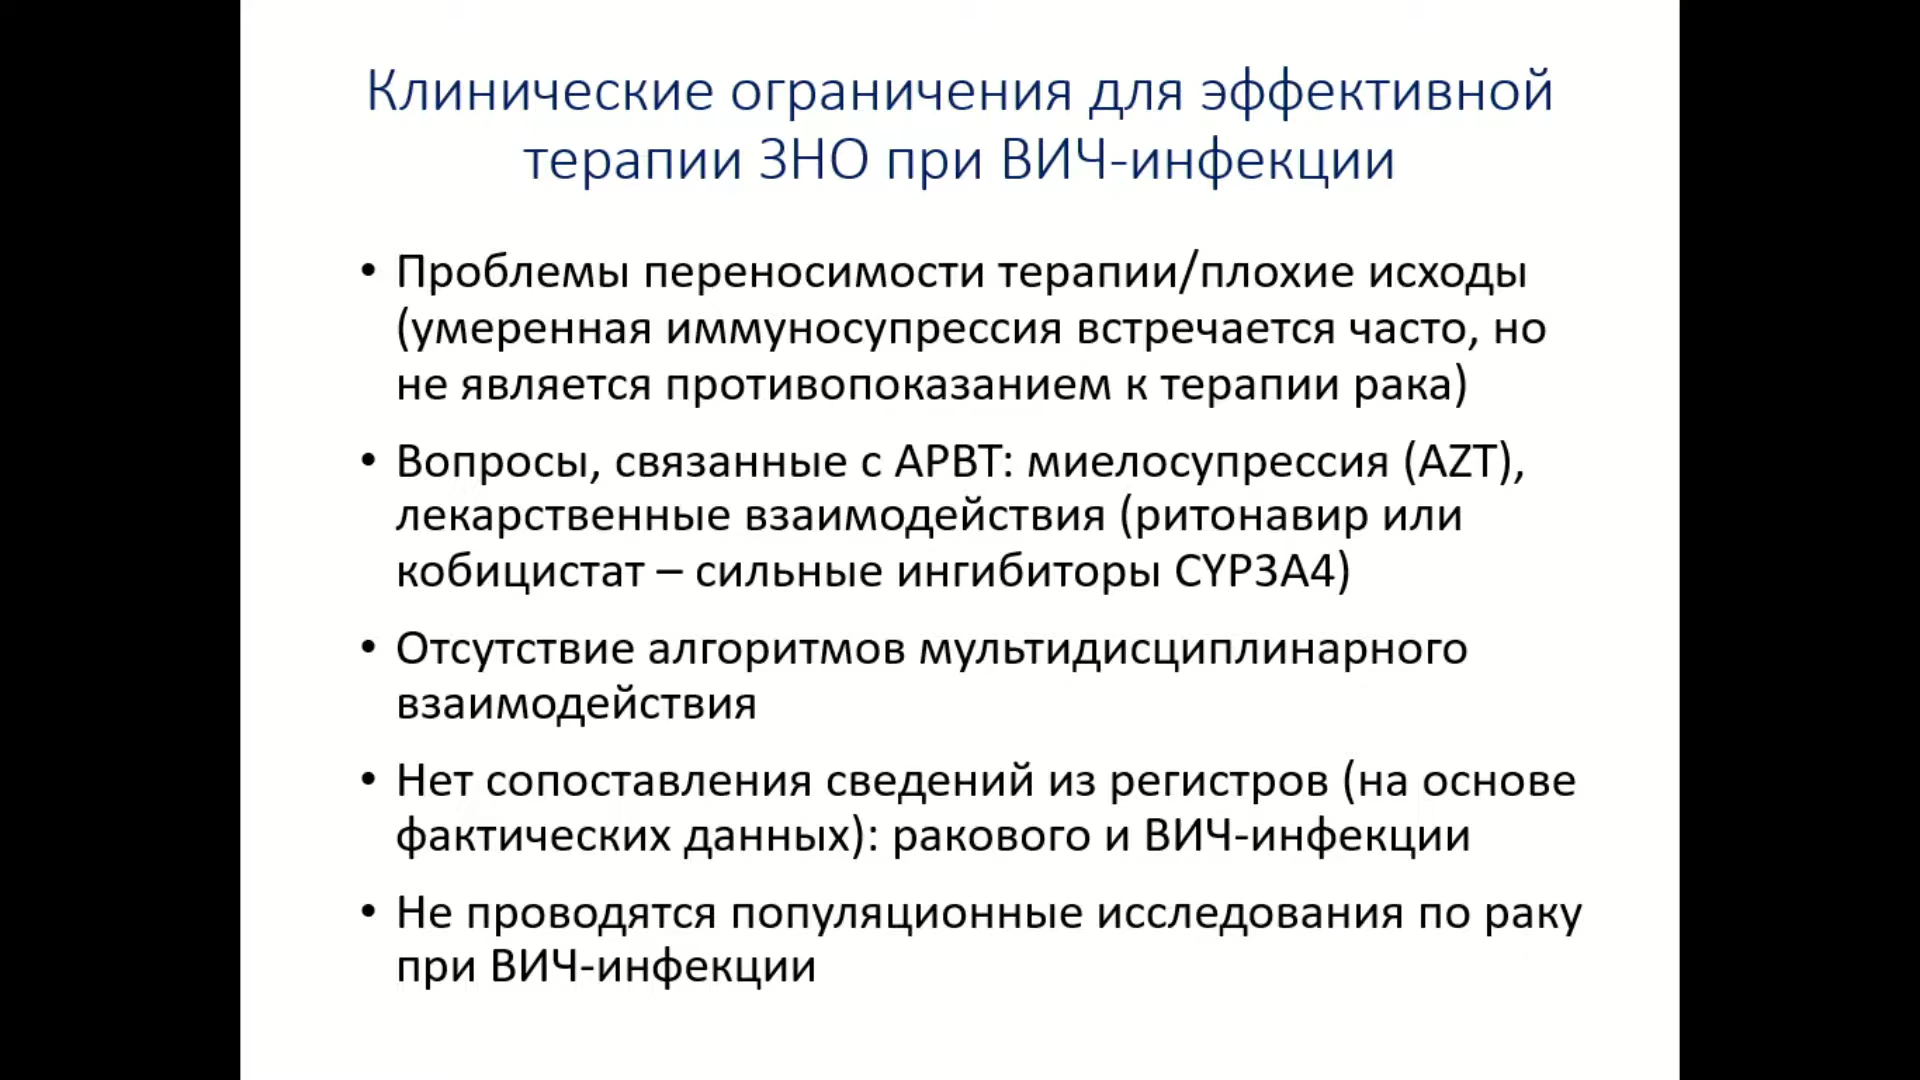 Клинические ограничения для эффективной
терапии ЗНО при ВИЧ-инфекции
• Проблемы переносимости терапии/плохие исходы
(умеренная иммуносупрессия встречается часто, но
не является противопоказанием к терапии рака)
• Вопросы, связанные с АРВТ: миелосупрессия (AZT),
лекарственные взаимодействия (ритонавир или
кобицистат – сильные ингибиторы CYP3A4)
• Отсутствие алгоритмов мультидисциплинарного
взаимодействия
• Нет сопоставления сведений из регистров (на основе
фактических данных): ракового и ВИЧ-инфекции
• Не проводятся популяционные исследования по раку
при ВИЧ-инфекции